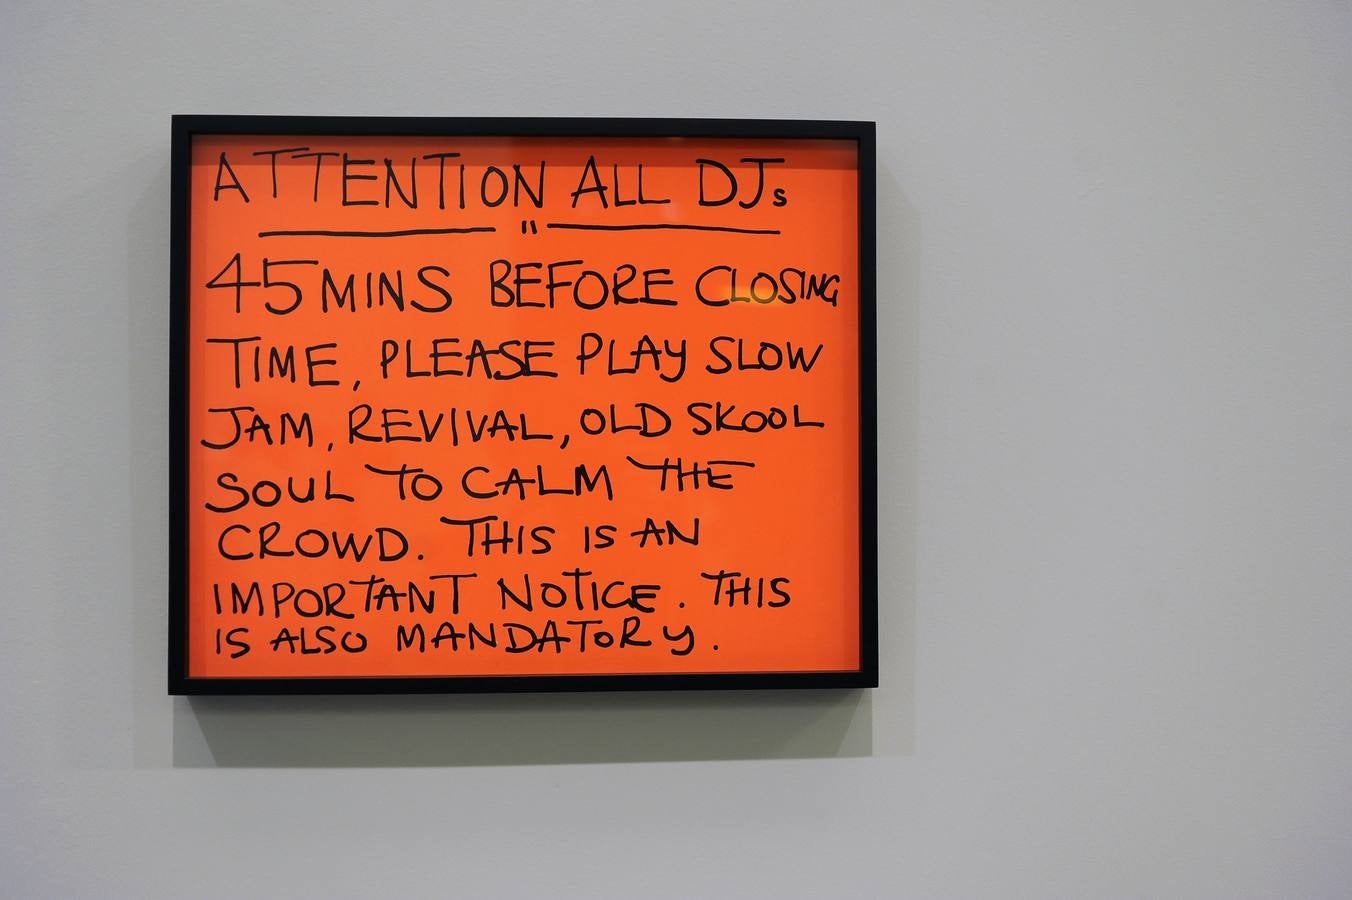 ATTENTION ALL DJs
"
45 MINS BEFORE CLOSING
TIME, PLEASE PLAY SLOW
JAM, REVIVAL, OLD SKOOL
SOUL TO CALM THE
CROWD. THIS IS AN
IMPORTANT NOTICE. THIS
IS ALSO MANDATORY.